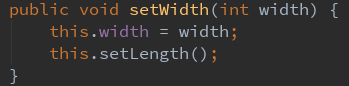 public void setWidth(int width) {
    this.width = width;
    this.setLength();
}